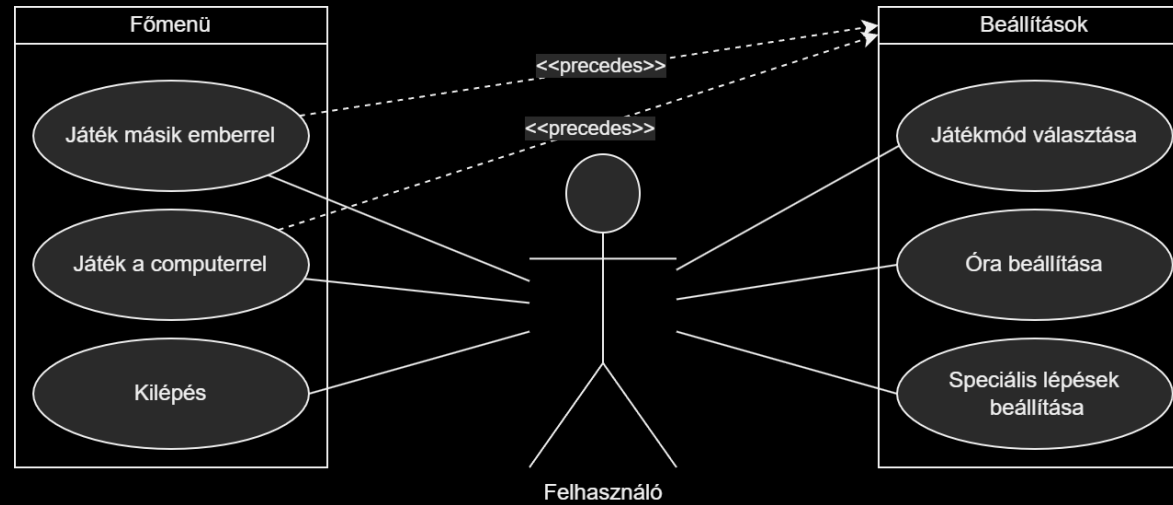 Főmenü
Játék másik emberrel
Játék a computerrel
Kilépés
<<precedes>>
<<precedes>>
Felhasználó
Beállítások
Játékmód választása
Óra beállítása
Speciális lépések
beállítása